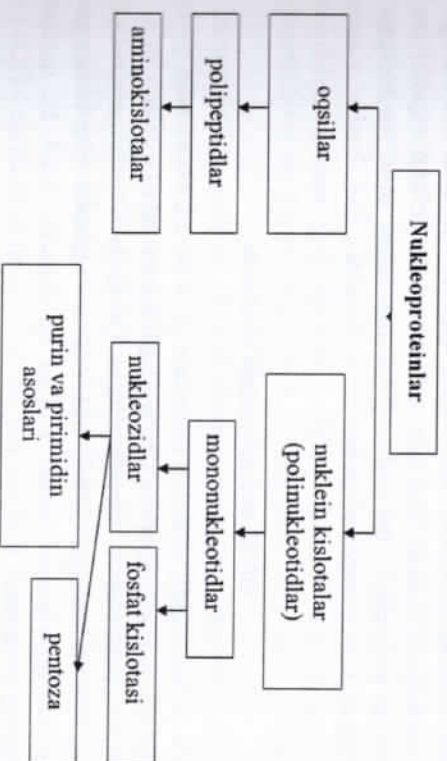 Nukleoproteinlar
oqsillar
nuklein kislotalar
(polinukleotidlar)
polipeptidlar
mononukleotidlar
aminokislotalar
nukleozidlar
fosfat kislotasi
purin va pirimidin
asoslari
pentoza